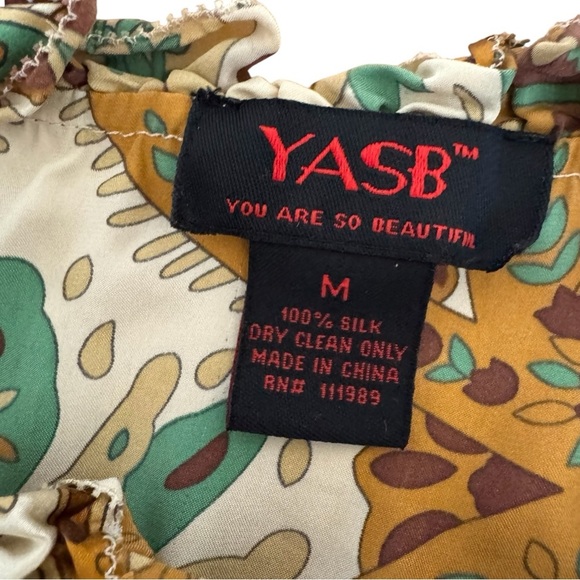 YASB™
YOU ARE SO BEAUTIFUL
M
100% SILK
DRY CLEAN ONLY
MADE IN CHINA
RN# 111989